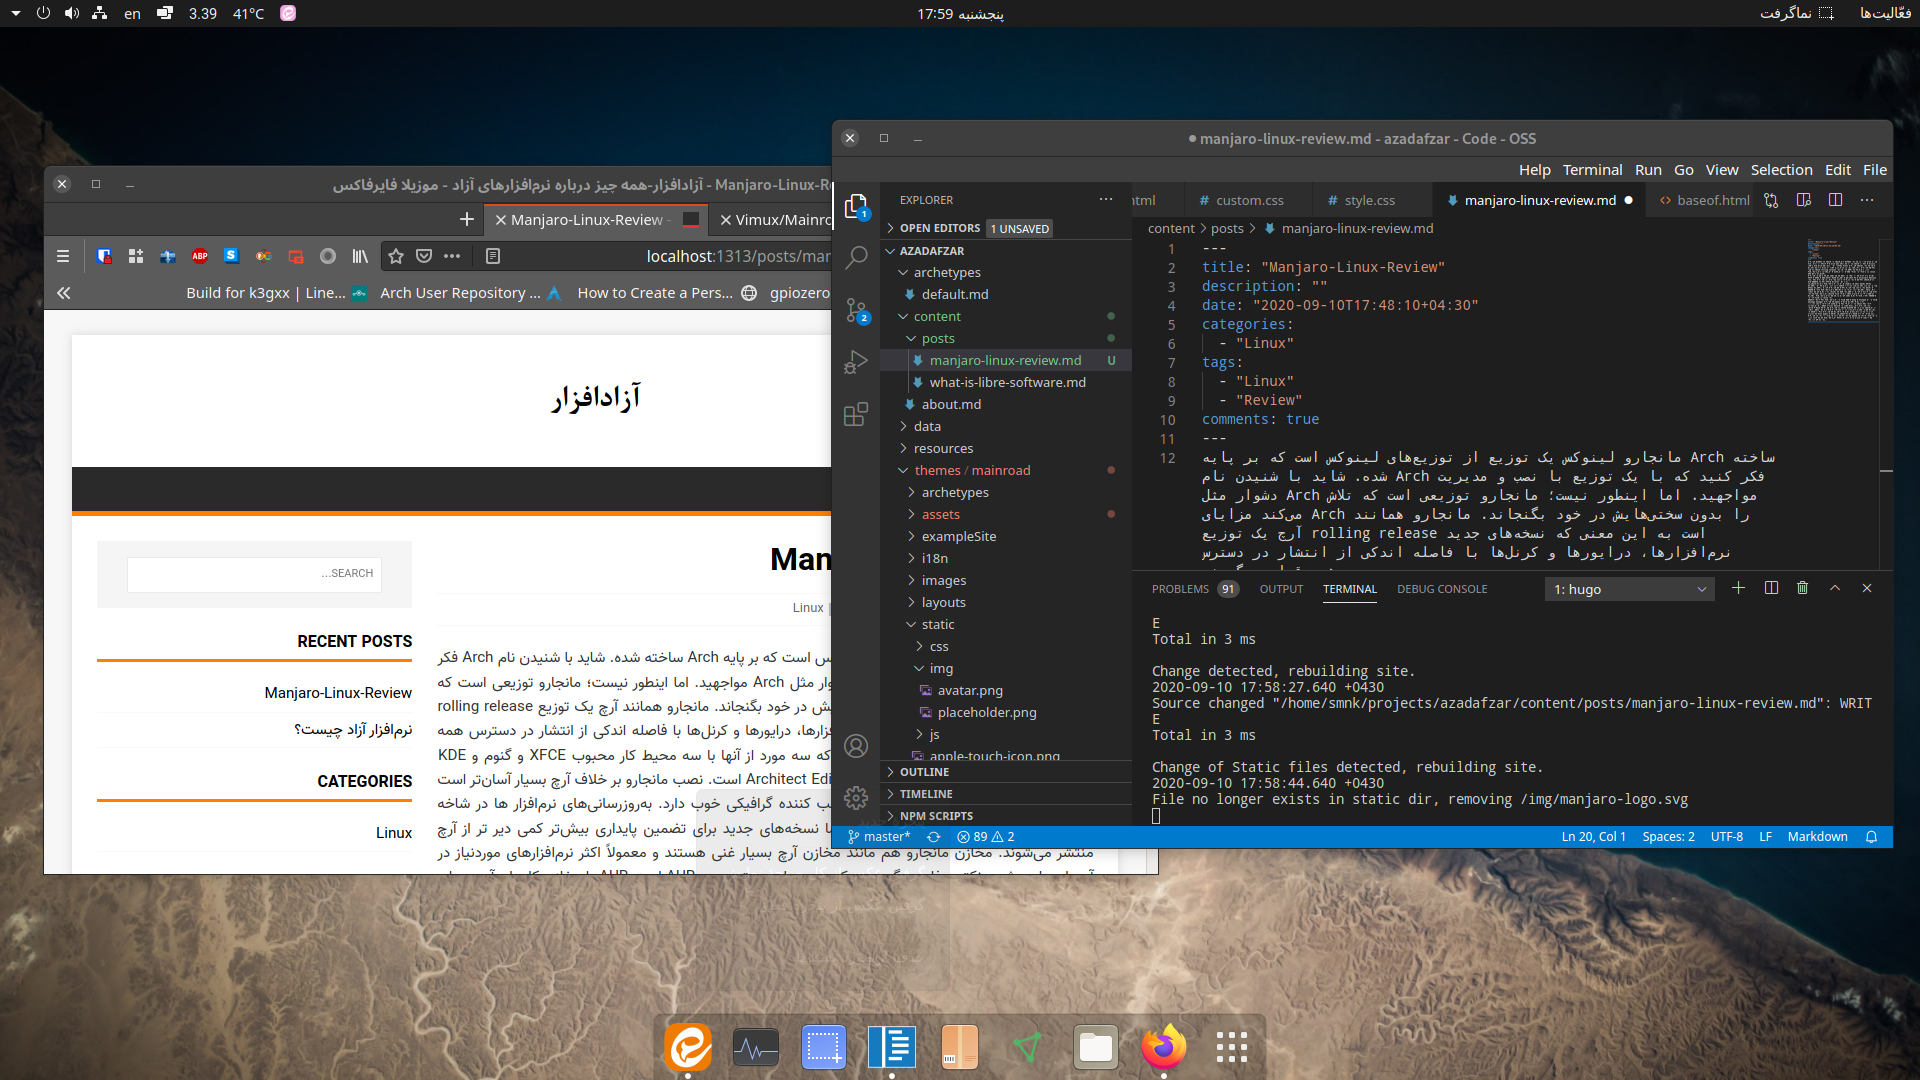 en
3.39
41°C
پنجشنبه 17:59
نماگرفت
فعّالیت‌ها
آزادافزار-همه چیز درباره نرم‌افزارهای آزاد - موزیلا فایرفاکس - Manjaro-Linux-R
Manjaro-Linux-Review -
Vimux/Mainro
localhost:1313/posts/mar
Build for k3gxx | Line...
Arch User Repository ...
How to Create a Pers...
gpiozero
آزادافزار
SEARCH...
RECENT POSTS
Manjaro-Linux-Review
نرم‌افزار آزاد چیست؟
CATEGORIES
Linux
Man
Linux |
س است که بر پایه Arch ساخته شده. شاید با شنیدن نام Arch فکر
وار مثل Arch مواجهید. اما اینطور نیست؛ مانجارو توزیعی است که
یش در خود بگنجاند. مانجارو همانند آرچ یک توزیع rolling release
فزارها، درایورها و کرنل‌ها با فاصله اندکی از انتشار در دسترس همه
که سه مورد از آنها با سه محیط کار محبوب XFCE و گنوم و KDE
Architect Edi است. نصب مانجارو بر خلاف آرچ بسیار آسان‌تر است
ب کننده گرافیکی خوب دارد. به‌روزرسانی‌های نرم‌افزار ها در شاخه
ا نسخه‌های جدید برای تضمین پایداری بیش‌تر کمی دیر تر از آرچ
منتشر می‌شوند. مخازن مانجارو هم مانند مخازن آرچ بسیار غنی هستند و معمولاً اکثر نرم‌افزارهای موردنیاز در
manjaro-linux-review.md - azadafzar - Code - OSS
Help Terminal Run Go View Selection Edit File
1
2
EXPLORER
OPEN EDITORS 1 UNSAVED
AZADAFZAR
archetypes
default.md
content
posts
manjaro-linux-review.md U
what-is-libre-software.md
about.md
data
resources
themes / mainroad
archetypes
assets
exampleSite
i18n
images
layouts
static
css
img
avatar.png
placeholder.png
js
apple-touch-icon.png
OUTLINE
TIMELINE
NPM SCRIPTS
html
# custom.css
# style.css
manjaro-linux-review.md
baseof.html
content > posts > manjaro-linux-review.md
1 ---
2 title: "Manjaro-Linux-Review"
3 description: ""
4 date: "2020-09-10T17:48:10+04:30"
5 categories:
6 - "Linux"
7 tags:
8 - "Linux"
9 - "Review"
10 comments: true
11 ---
12 مانجارو لینوکس یک توزیع از توزیع‌های لینوکس است که بر پایه Arch ساخته
شده. شاید با شنیدن نام Arch فکر کنید که با یک توزیع با نصب و مدیریت
دشوار مثل Arch مواجهید. اما اینطور نیست؛ مانجارو توزیعی است که تلاش
می‌کند مزایای Arch را بدون سختی‌هایش در خود بگنجاند. مانجارو همانند
آرچ یک توزیع rolling release است به این معنی که نسخه‌های جدید
نرم‌افزارها، درایورها و کرنل‌ها با فاصله اندکی از انتشار در دسترس
PROBLEMS 91 OUTPUT TERMINAL DEBUG CONSOLE 1: hugo
E
Total in 3 ms
Change detected, rebuilding site.
2020-09-10 17:58:27.640 +0430
Source changed "/home/smnk/projects/azadafzar/content/posts/manjaro-linux-review.md": WRIT
E
Total in 3 ms
Change of Static files detected, rebuilding site.
2020-09-10 17:58:44.640 +0430
File no longer exists in static dir, removing /img/manjaro-logo.svg
master* 89 2 Ln 20, Col 1 Spaces: 2 UTF-8 LF Markdown